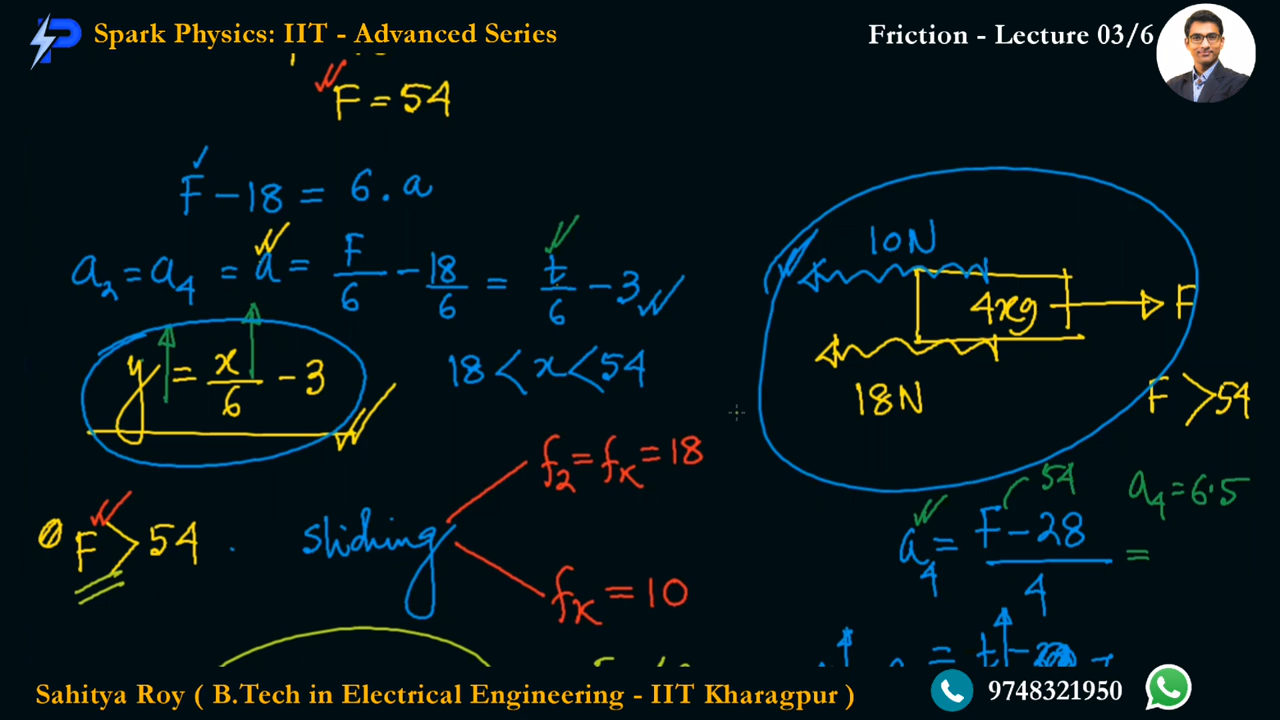 Spark Physics: IIT - Advanced Series
Friction - Lecture 03/6
F = 54
F - 18 = 6 . a
a₂ = a₄ = a = F/6 - 18/6 = t/6 - 3
y = x/6 - 3
18 < x < 54
10N
4kg
F
18N
F > 54
F > 54 .
sliding
f₂ = fₖ = 18
fₖ = 10
54
a₄ = 6.5
a₄ = F - 28 / 4 =
Sahitya Roy ( B.Tech in Electrical Engineering - IIT Kharagpur )
9748321950